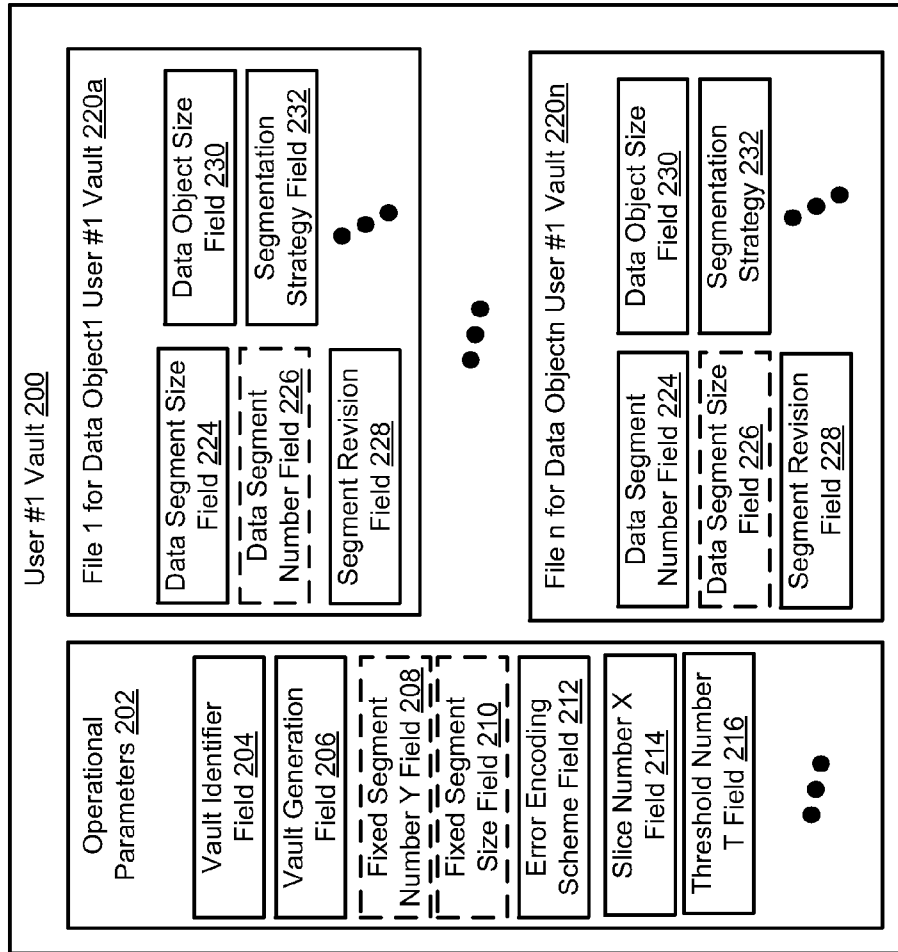 User #1 Vault 200
Operational
Parameters 202
Vault Identifier
Field 204
Vault Generation
Field 206
Fixed Segment
Number Y Field 208
Fixed Segment
Size Field 210
Error Encoding
Scheme Field 212
Slice Number X
Field 214
Threshold Number
T Field 216
File 1 for Data Object1 User #1 Vault 220a
Data Segment Size
Field 224
Data Segment
Number Field 226
Segment Revision
Field 228
Data Object Size
Field 230
Segmentation
Strategy Field 232
File n for Data Objectn User #1 Vault 220n
Data Segment
Number Field 224
Data Segment Size
Field 226
Segment Revision
Field 228
Data Object Size
Field 230
Segmentation
Strategy 232